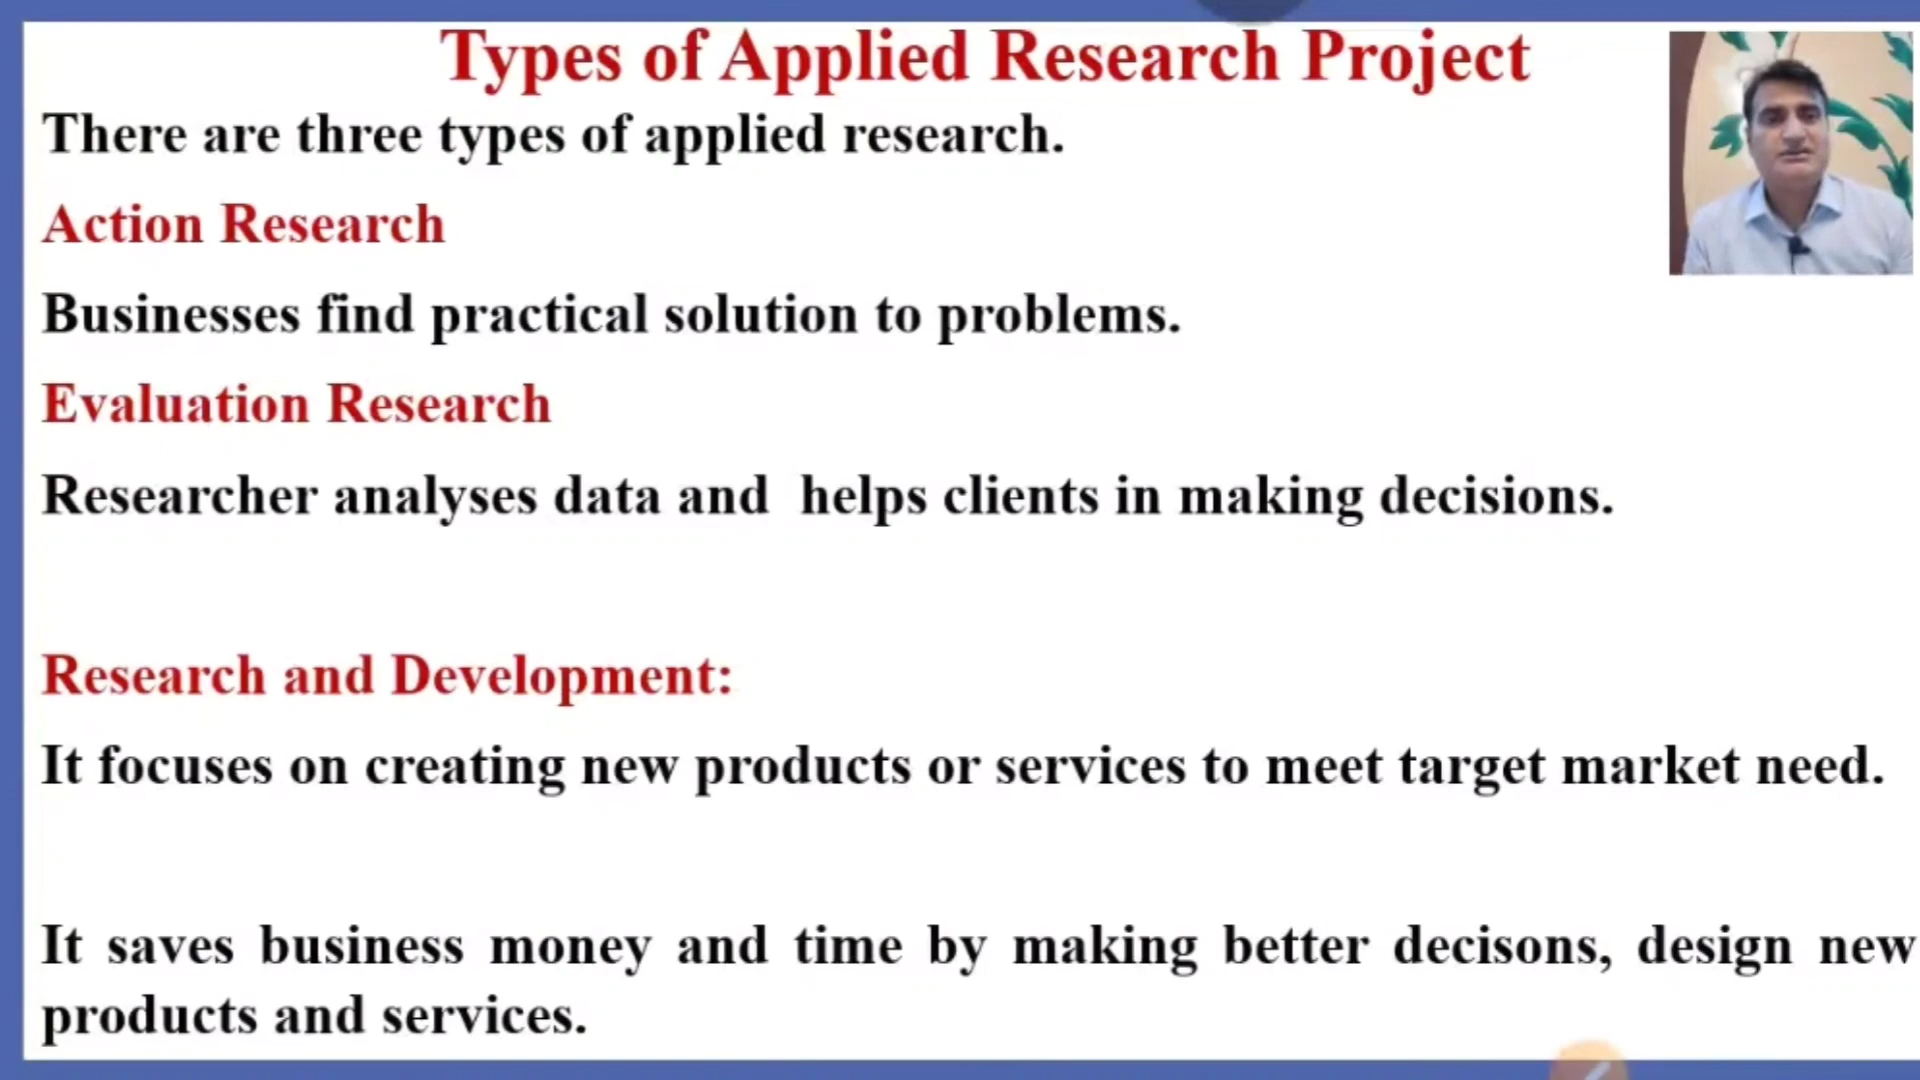 Types of Applied Research Project
There are three types of applied research.
Action Research
Businesses find practical solution to problems.
Evaluation Research
Researcher analyses data and  helps clients in making decisions.
Research and Development:
It focuses on creating new products or services to meet target market need.
It saves business money and time by making better decisons, design new
products and services.